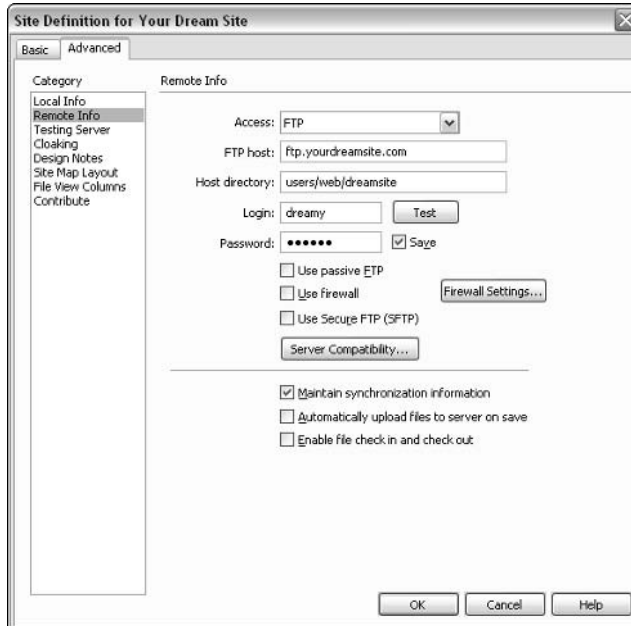 Site Definition for Your Dream Site
Basic
Advanced
Category
Local Info
Remote Info
Testing Server
Cloaking
Design Notes
Site Map Layout
File View Columns
Contribute
Remote Info
Access: FTP
FTP host: ftp.yourdreamsite.com
Host directory: users/web/dreamsite
Login: dreamy Test
Password: •••••• Save
Use passive FTP
Use firewall Firewall Settings...
Use Secure FTP (SFTP)
Server Compatibility...
Maintain synchronization information
Automatically upload files to server on save
Enable file check in and check out
OK Cancel Help